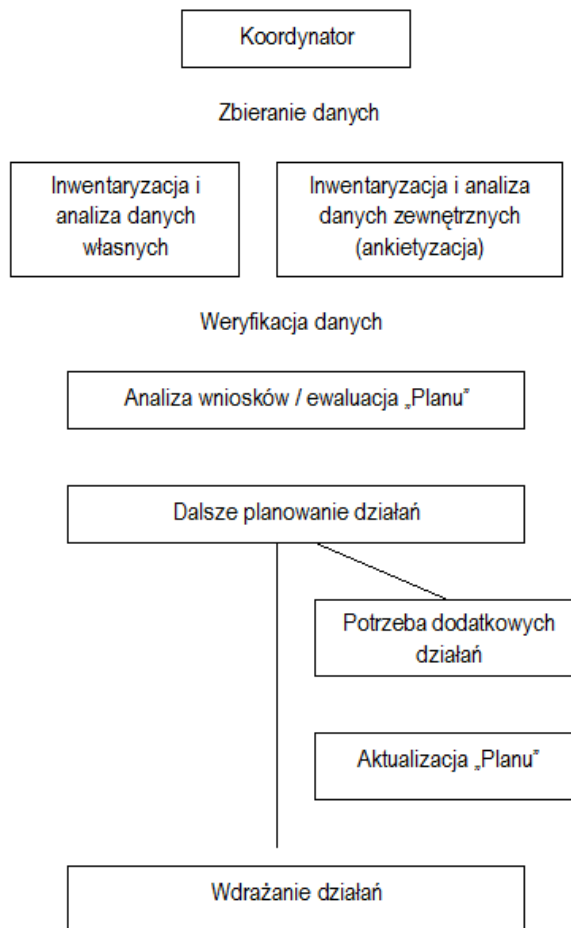 Koordynator
Zbieranie danych
Inwentaryzacja i
analiza danych
własnych
Inwentaryzacja i analiza
danych zewnętrznych
(ankietyzacja)
Weryfikacja danych
Analiza wniosków / ewaluacja „Planu”
Dalsze planowanie działań
Potrzeba dodatkowych
działań
Aktualizacja „Planu”
Wdrażanie działań